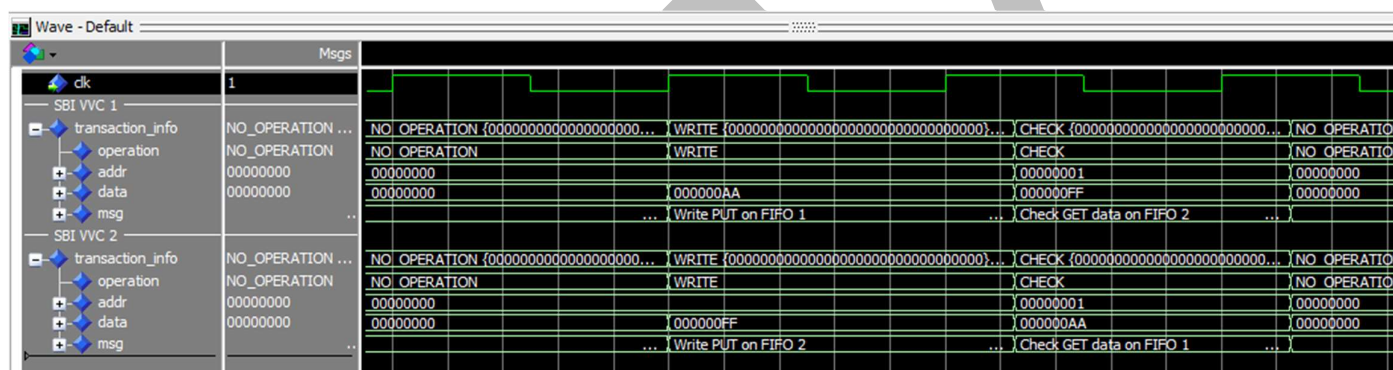 Wave - Default
Msgs
clk 1
SBI VVC 1
transaction_info NO_OPERATION ... NO_OPERATION {0000000000000000000... WRITE {00000000000000000000000000000000}... CHECK {000000000000000000000000... NO_OPERATIO
operation NO_OPERATION NO_OPERATION WRITE CHECK NO_OPERATIO
addr 00000000 00000000 00000001 00000000
data 00000000 00000000 000000AA 000000FF 00000000
msg .. ... Write PUT on FIFO 1 ... Check GET data on FIFO 2 ...
SBI VVC 2
transaction_info NO_OPERATION ... NO_OPERATION {0000000000000000000... WRITE {00000000000000000000000000000000}... CHECK {000000000000000000000000... NO_OPERATIO
operation NO_OPERATION NO_OPERATION WRITE CHECK NO_OPERATIO
addr 00000000 00000000 00000001 00000000
data 00000000 00000000 000000FF 000000AA 00000000
msg .. ... Write PUT on FIFO 2 ... Check GET data on FIFO 1 ...